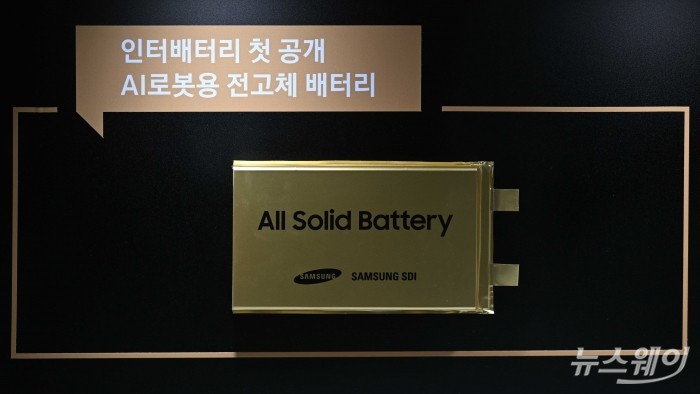 인터배터리 첫 공개
AI로봇용 전고체 배터리
All Solid Battery
SAMSUNG SAMSUNG SDI
뉴스웨이